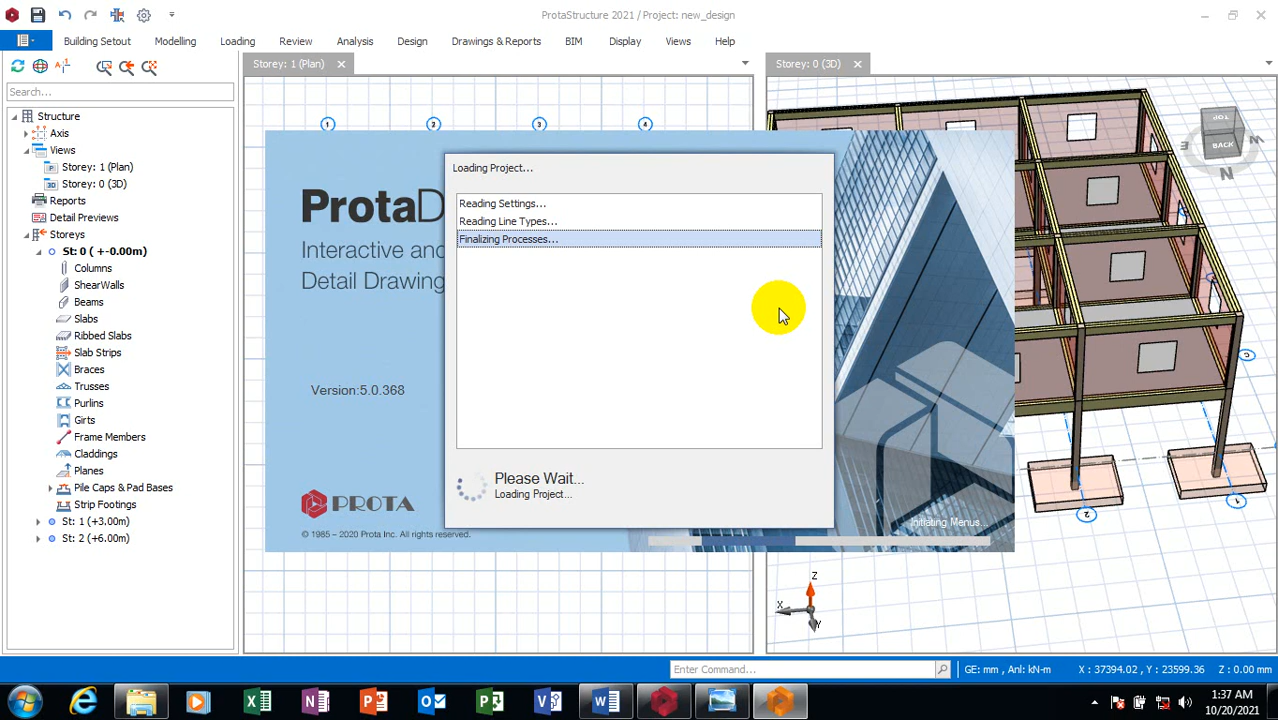 ProtaStructure 2021 / Project: new_design
Building Setout Modelling Loading Review Analysis Design Drawings & Reports BIM Display Views Help
Storey: 1 (Plan)
Storey: 0 (3D)
Search...
Structure
Axis
Views
Storey: 1 (Plan)
Storey: 0 (3D)
Reports
Detail Previews
Storeys
St: 0 ( +-0.00m)
Columns
ShearWalls
Beams
Slabs
Ribbed Slabs
Slab Strips
Braces
Trusses
Purlins
Girts
Frame Members
Claddings
Planes
Pile Caps & Pad Bases
Strip Footings
St: 1 (+3.00m)
St: 2 (+6.00m)
1 2 3 4
ProtaD
Interactive and
Detail Drawing
Version:5.0.368
PROTA
© 1985 – 2020 Prota Inc. All rights reserved.
Initiating Menus...
Loading Project...
Reading Settings...
Reading Line Types...
Finalizing Processes...
Please Wait...
Loading Project...
TOP
BACK
E
W
N
C
2
1
Z
X
Y
Enter Command...
GE: mm , Anl: kN-m
X : 37394.02 , Y : 23599.36
Z : 0.00 mm
1:37 AM
10/20/2021